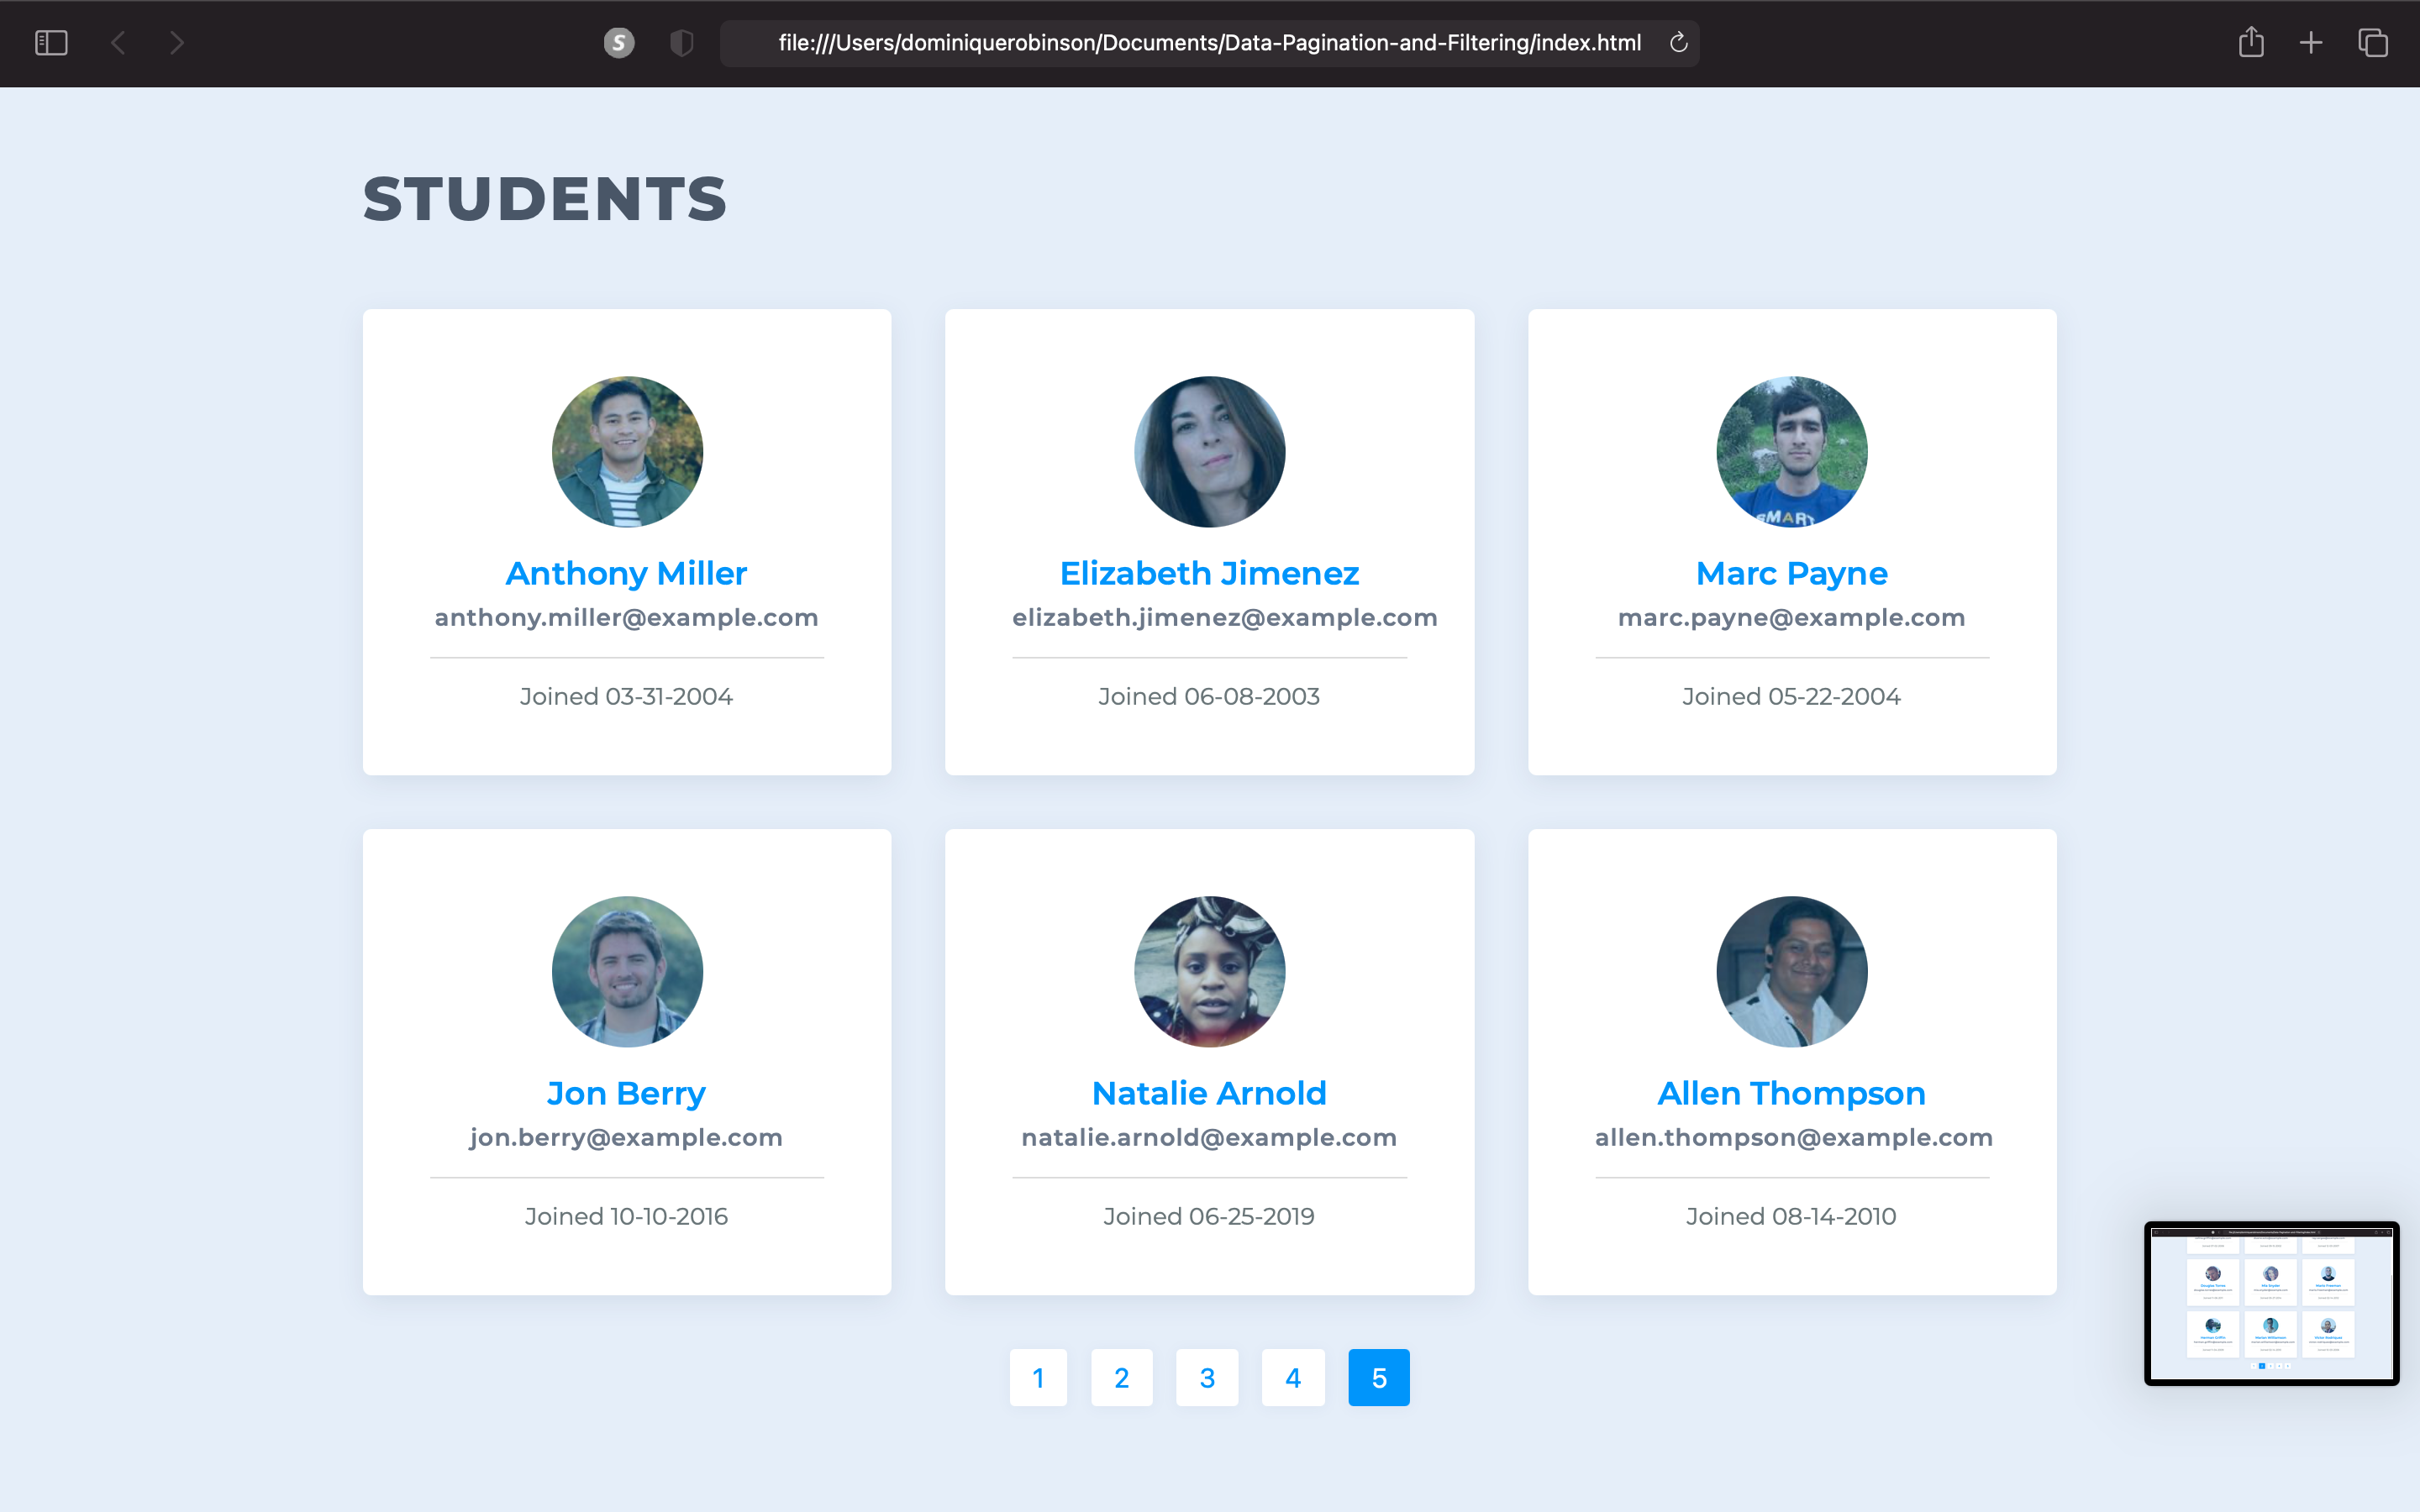 S
file:///Users/dominiquerobinson/Documents/Data-Pagination-and-Filtering/index.html
STUDENTS
SMART
Anthony Miller Elizabeth Jimenez Marc Payne
anthony.miller@example.com elizabeth.jimenez@example.com marc.payne@example.com
Joined 03-31-2004 Joined 06-08-2003 Joined 05-22-2004
Jon Berry Natalie Arnold Allen Thompson
jon.berry@example.com natalie.arnold@example.com allen.thompson@example.com
Joined 10-10-2016 Joined 06-25-2019 Joined 08-14-2010
1 2 3 4 5